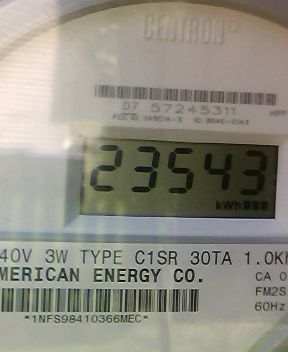 CENTRON®
07 57245311
23543
kWh
40V 3W TYPE C1SR 30TA 1.0Kh
MERICAN ENERGY CO.
CA 0
FM2S
60Hz
*1NFS98410366MEC*